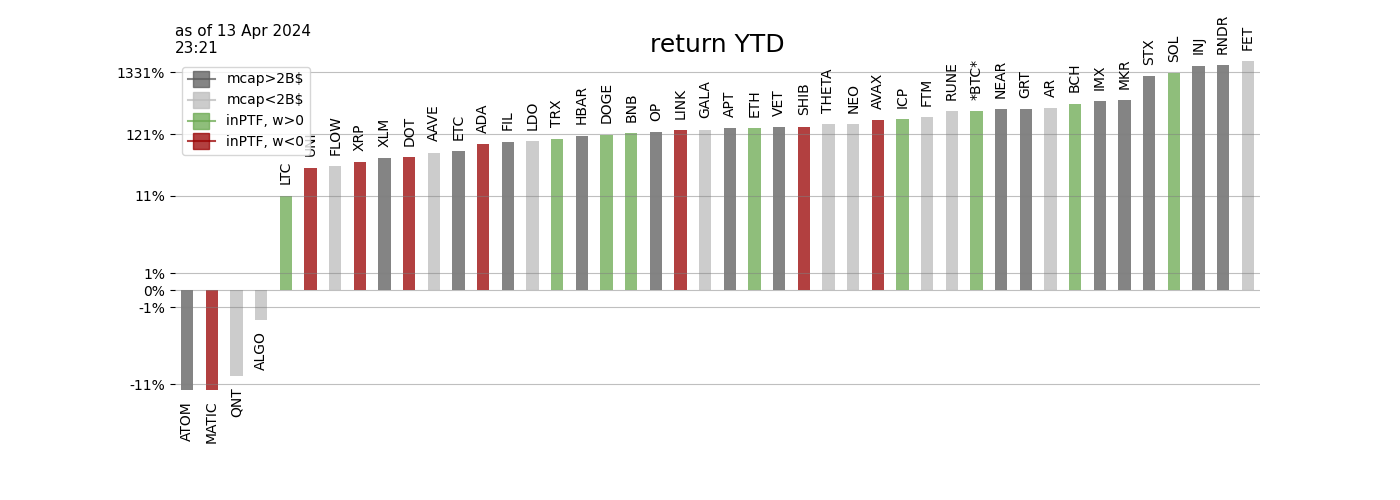 as of 13 Apr 2024
23:21
return YTD
mcap>2B$
mcap<2B$
inPTF, w>0
inPTF, w<0
1331%
121%
11%
1%
0%
-1%
-11%
ATOM
MATIC
QNT
ALGO
LTC
UNI
FLOW
XRP
XLM
DOT
AAVE
ETC
ADA
FIL
LDO
TRX
HBAR
DOGE
BNB
OP
LINK
GALA
APT
ETH
VET
SHIB
THETA
NEO
AVAX
ICP
FTM
RUNE
*BTC*
NEAR
GRT
AR
BCH
IMX
MKR
STX
SOL
INJ
RNDR
FET